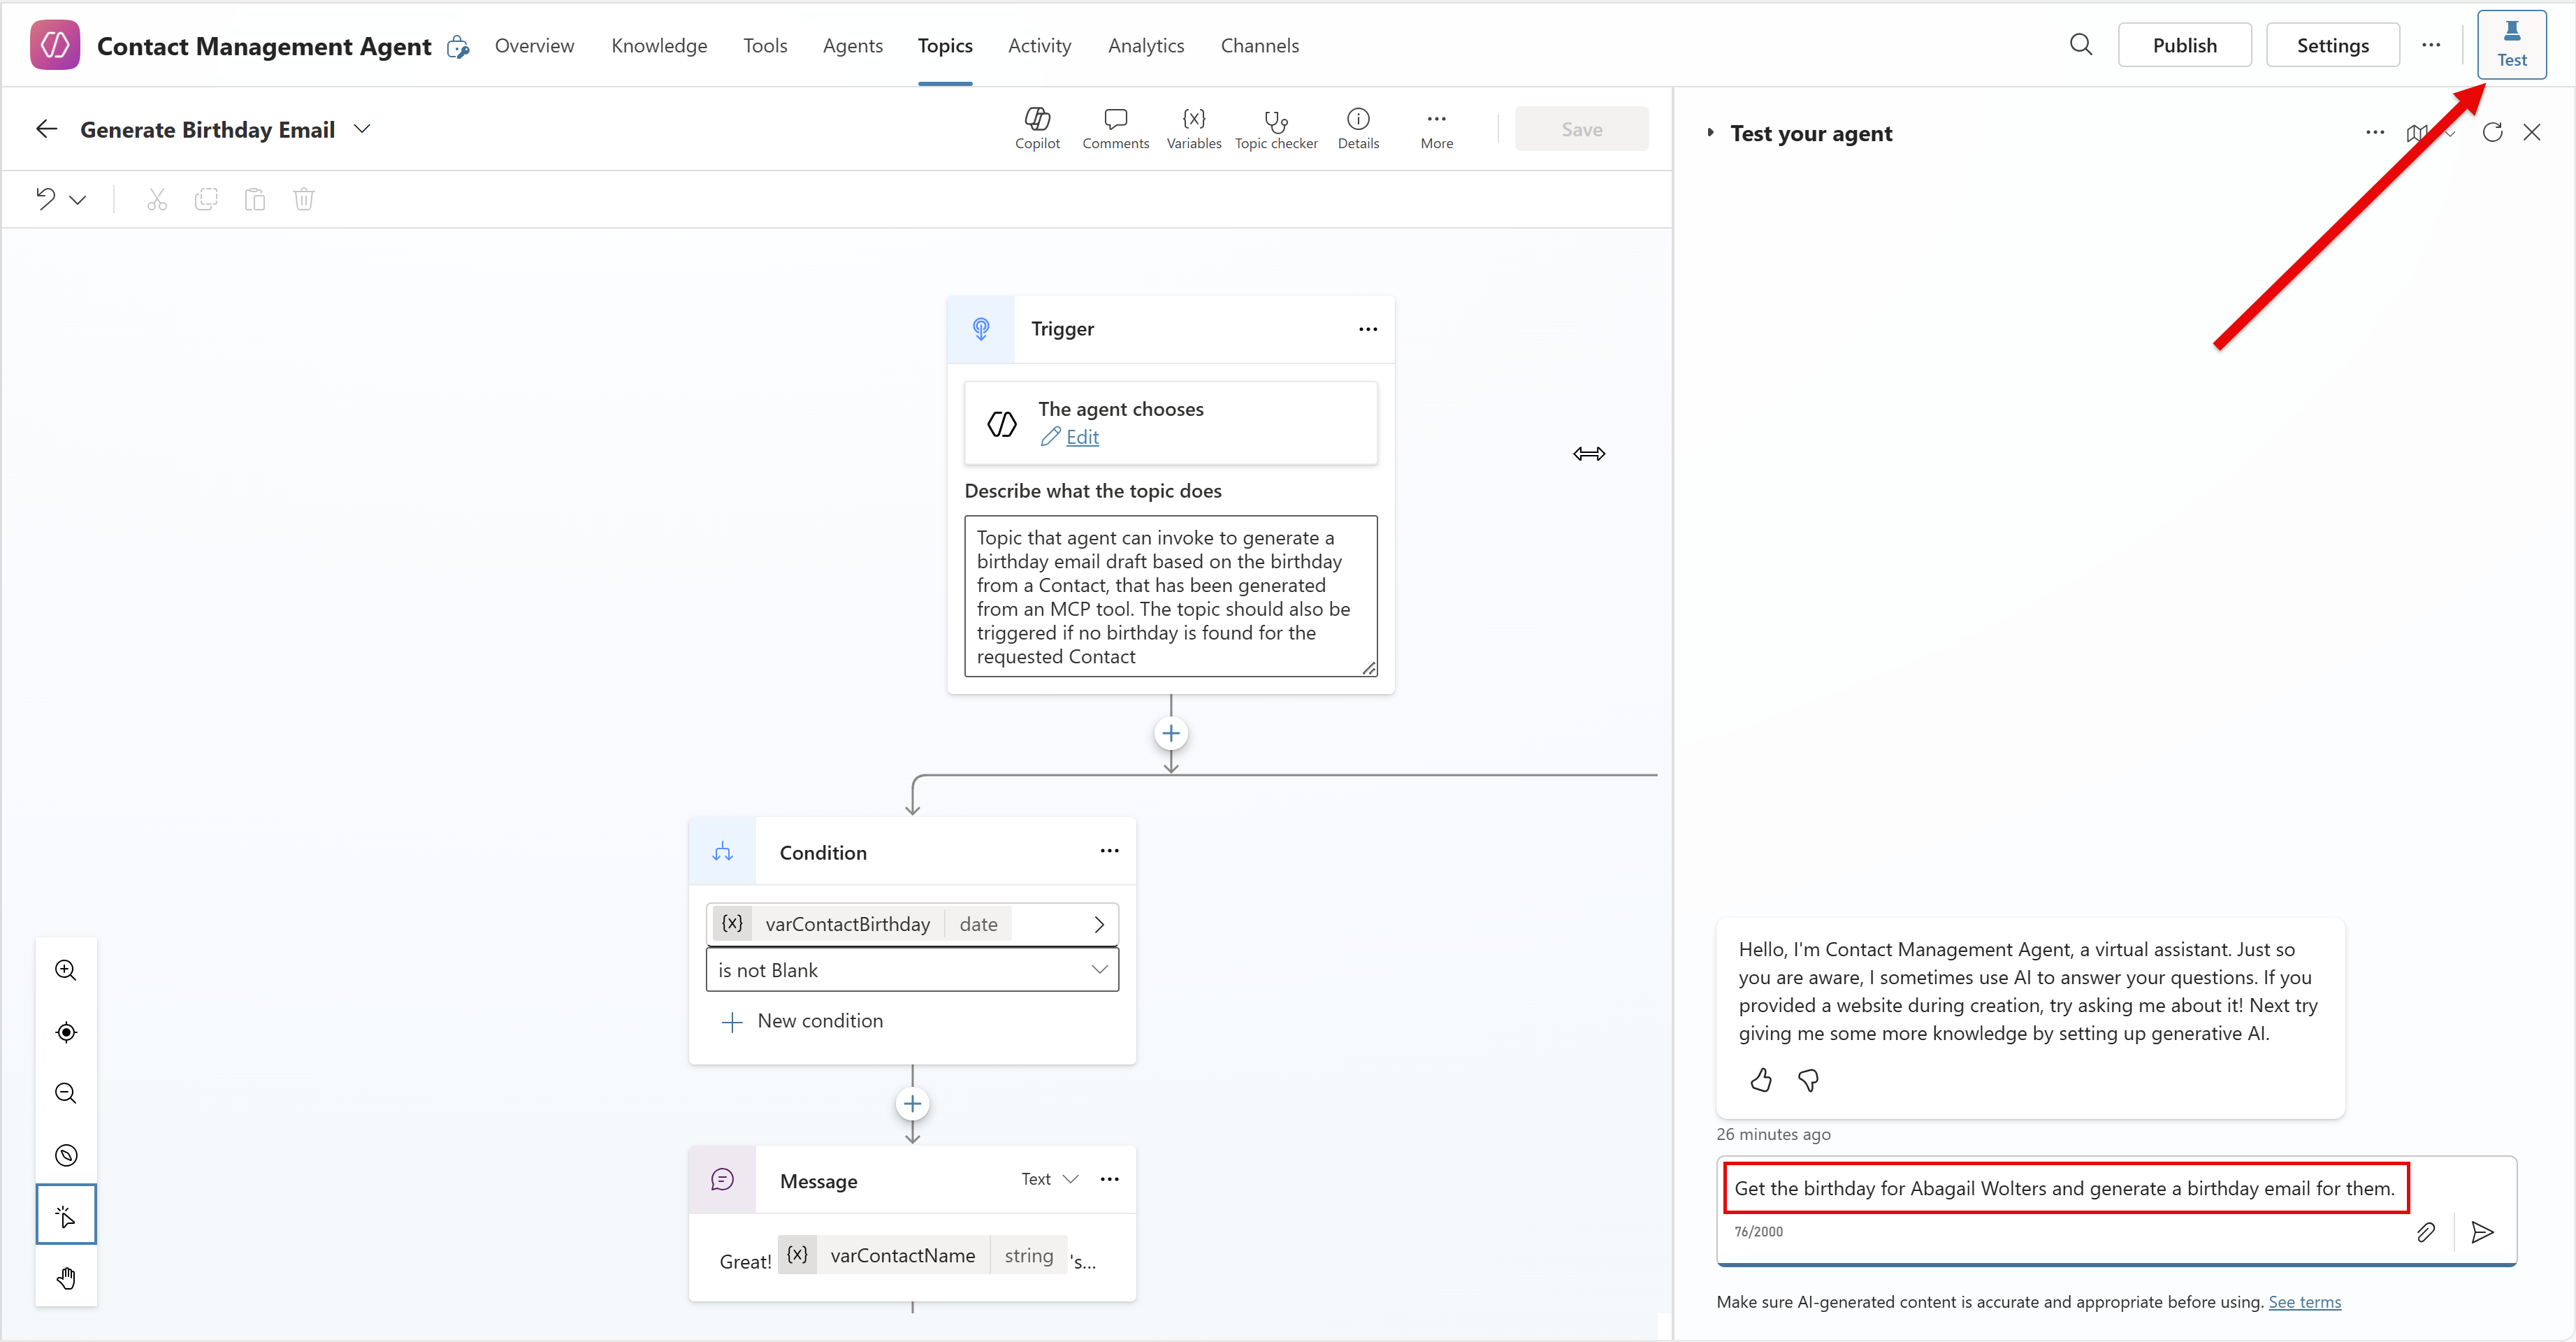 Contact Management Agent
Overview
Knowledge
Tools
Agents
Topics
Activity
Analytics
Channels
Publish
Settings
Test
Generate Birthday Email
Copilot
Comments
{x}
Variables
Topic checker
Details
More
Save
Test your agent
Trigger
The agent chooses
Edit
Describe what the topic does
Topic that agent can invoke to generate a
birthday email draft based on the birthday
from a Contact, that has been generated
from an MCP tool. The topic should also be
triggered if no birthday is found for the
requested Contact
Condition
{x} varContactBirthday date
is not Blank
New condition
Message
Text
Great! {x} varContactName string 's...
Hello, I'm Contact Management Agent, a virtual assistant. Just so
you are aware, I sometimes use AI to answer your questions. If you
provided a website during creation, try asking me about it! Next try
giving me some more knowledge by setting up generative AI.
26 minutes ago
Get the birthday for Abagail Wolters and generate a birthday email for them.
76/2000
Make sure AI-generated content is accurate and appropriate before using. See terms